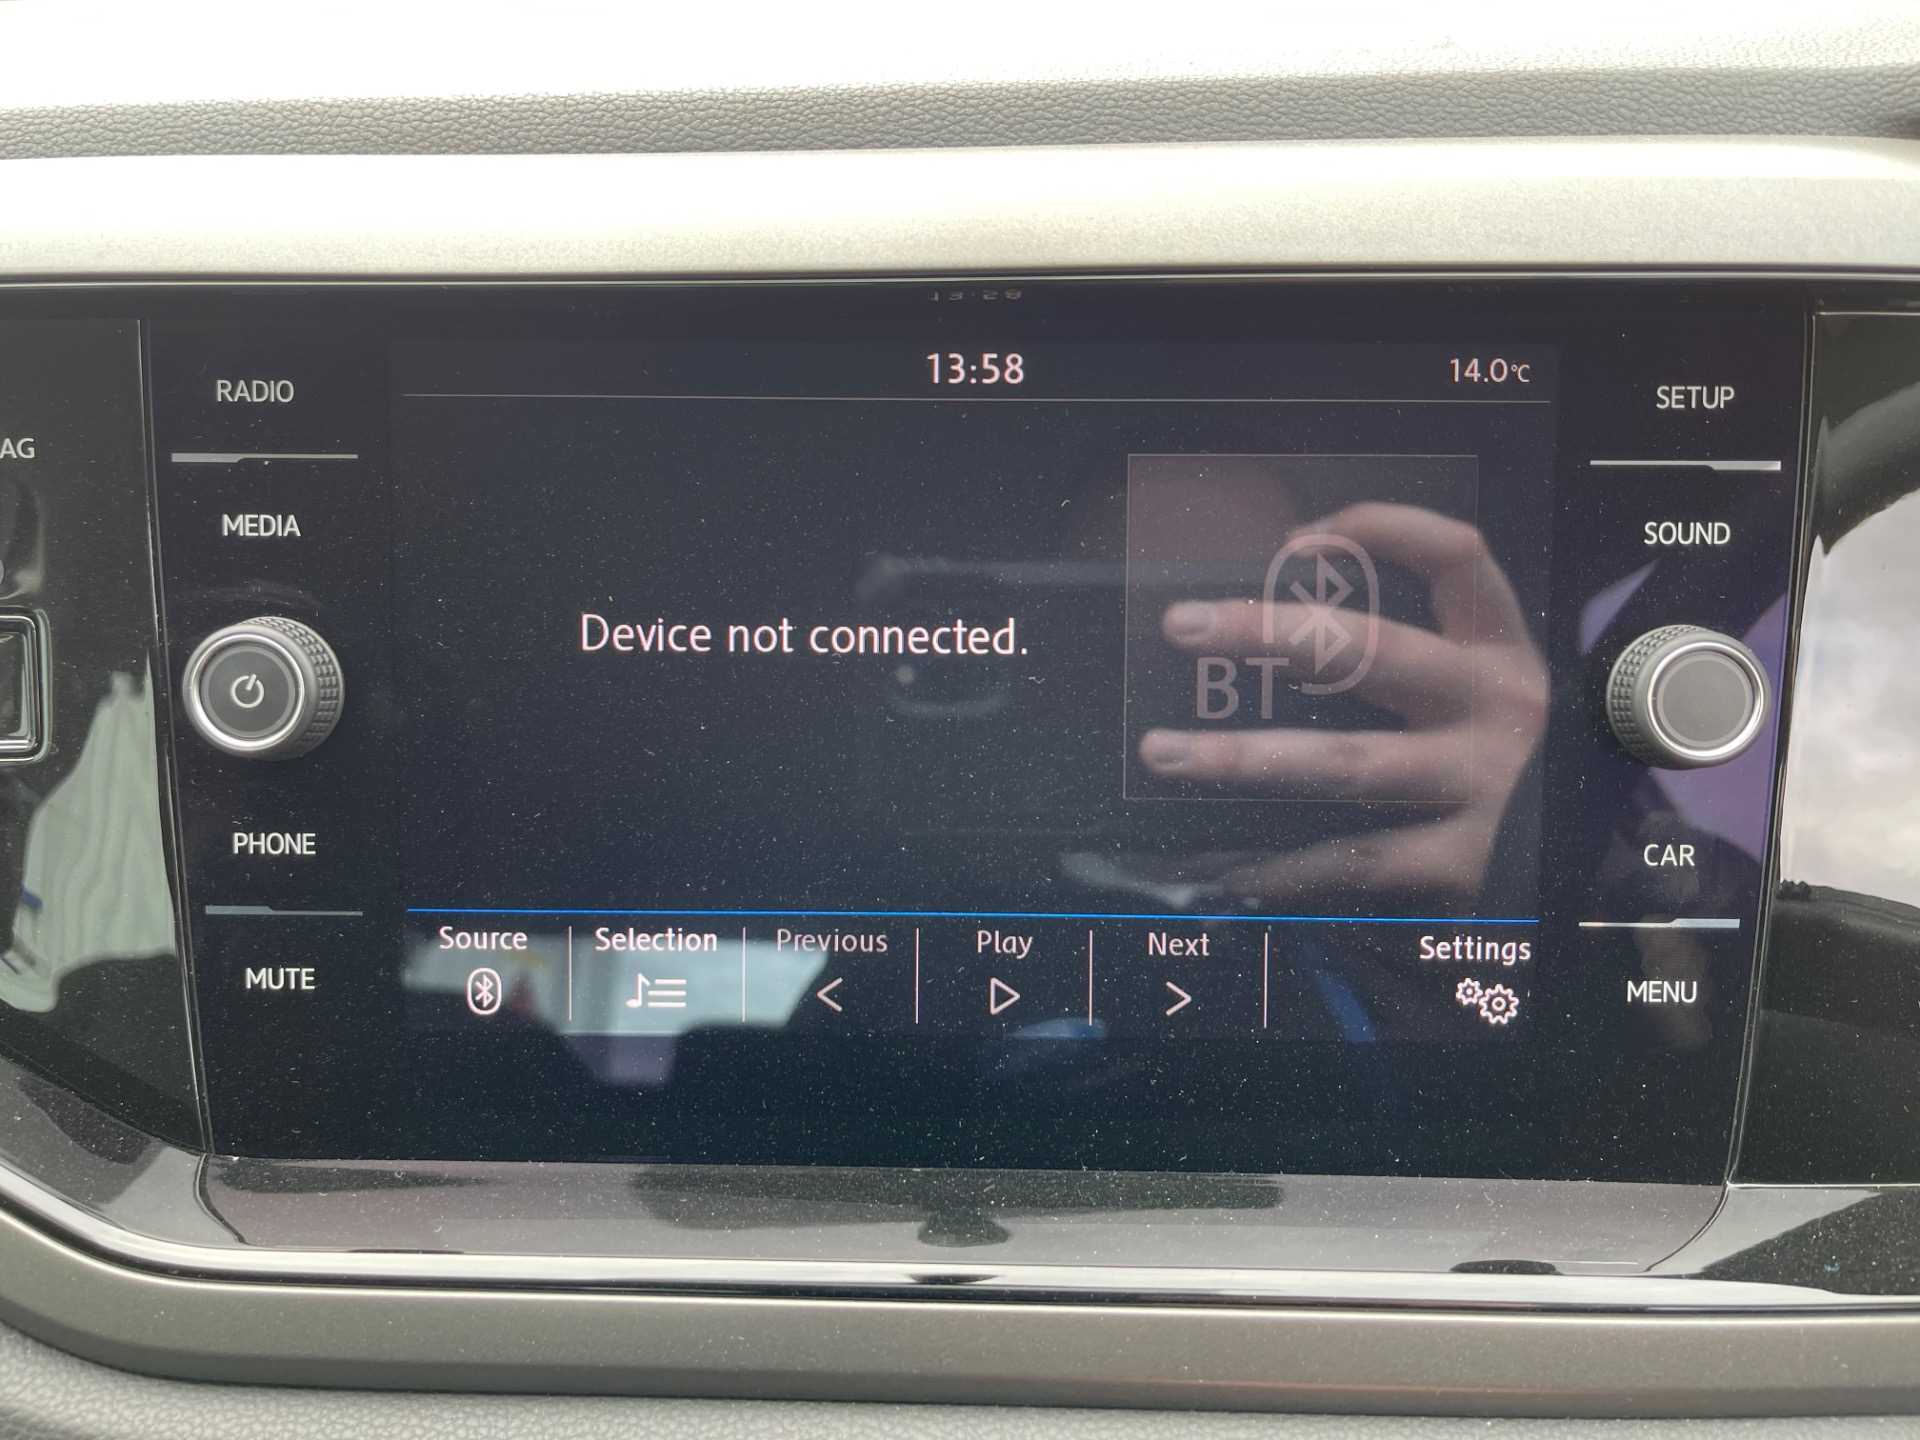 13:58
14.0°C
RADIO
SETUP
AG
MEDIA
SOUND
Device not connected.
BT
PHONE
CAR
Source
Selection
Previous
Play
Next
Settings
MUTE
MENU